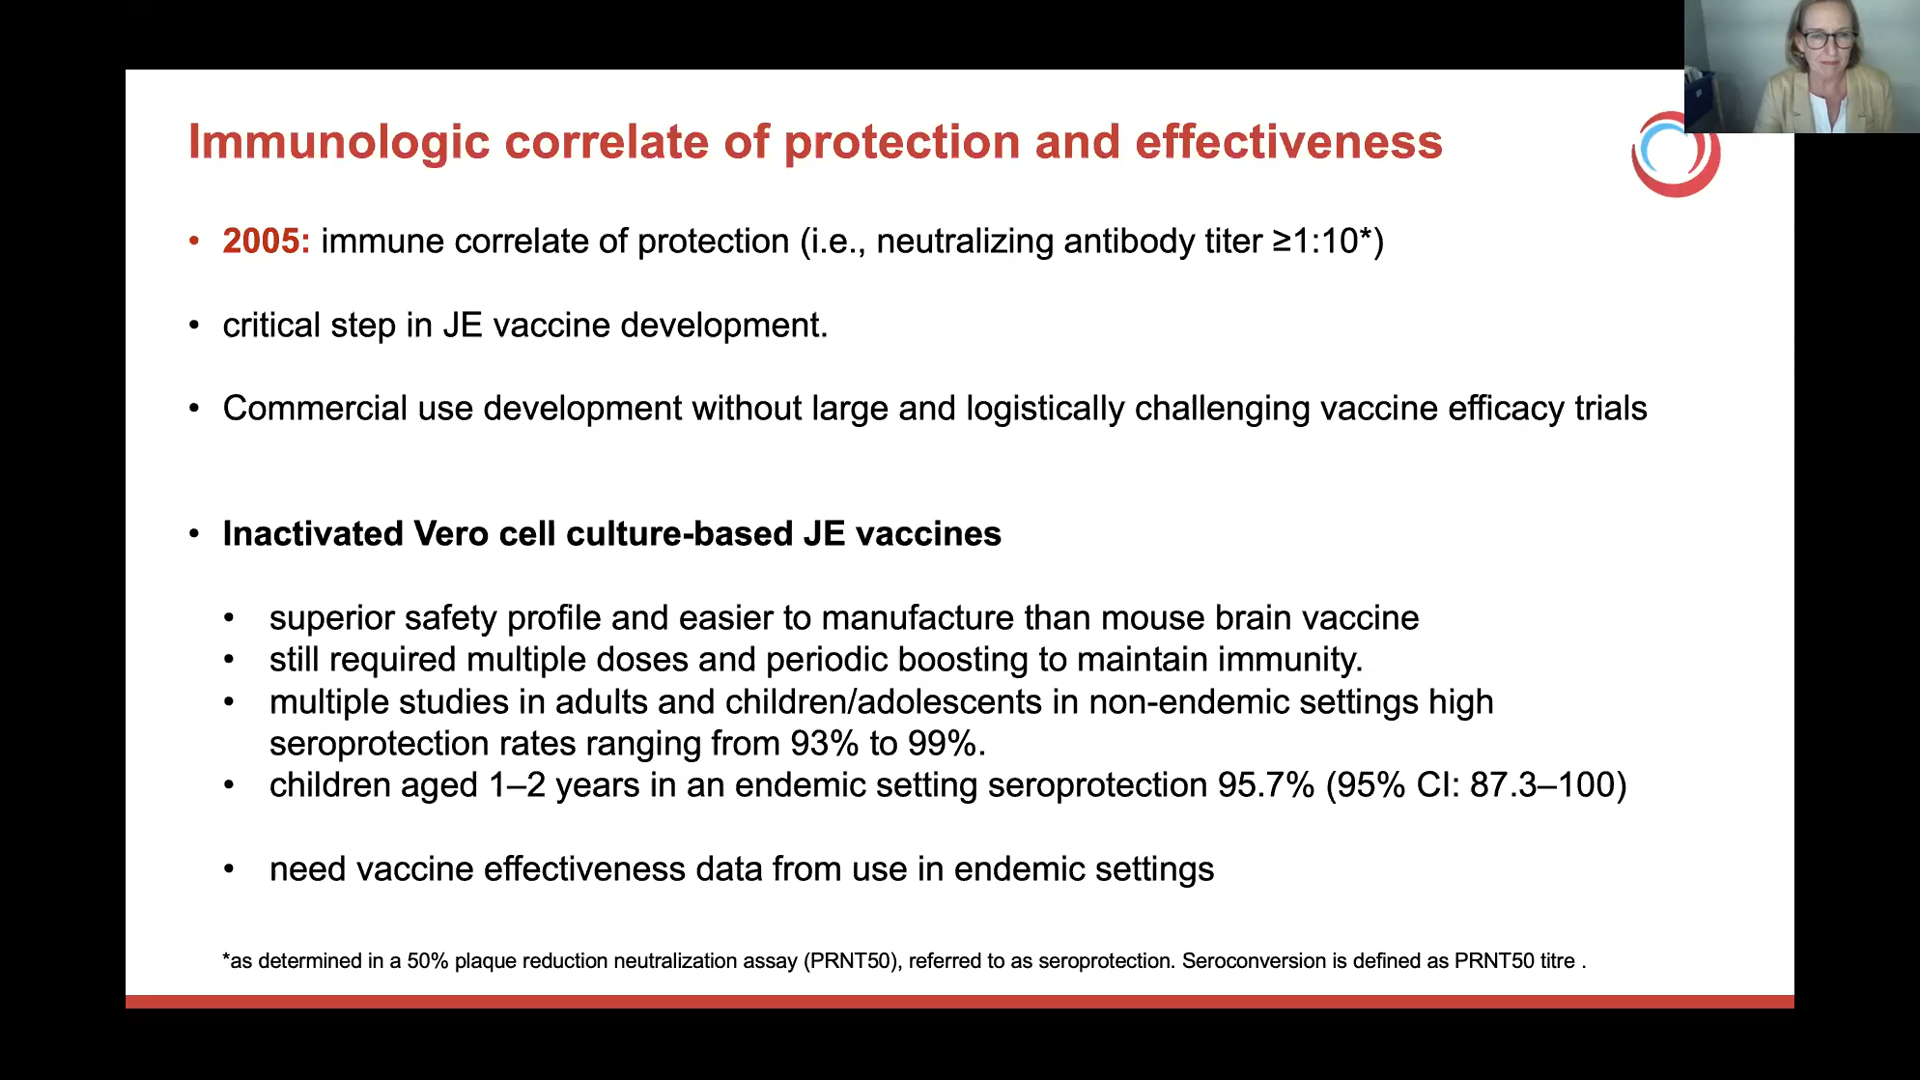 Immunologic correlate of protection and effectiveness
• 2005: immune correlate of protection (i.e., neutralizing antibody titer ≥1:10*)
• critical step in JE vaccine development.
• Commercial use development without large and logistically challenging vaccine efficacy trials
• Inactivated Vero cell culture-based JE vaccines
• superior safety profile and easier to manufacture than mouse brain vaccine
• still required multiple doses and periodic boosting to maintain immunity.
• multiple studies in adults and children/adolescents in non-endemic settings high
seroprotection rates ranging from 93% to 99%.
• children aged 1–2 years in an endemic setting seroprotection 95.7% (95% CI: 87.3–100)
• need vaccine effectiveness data from use in endemic settings
*as determined in a 50% plaque reduction neutralization assay (PRNT50), referred to as seroprotection. Seroconversion is defined as PRNT50 titre .